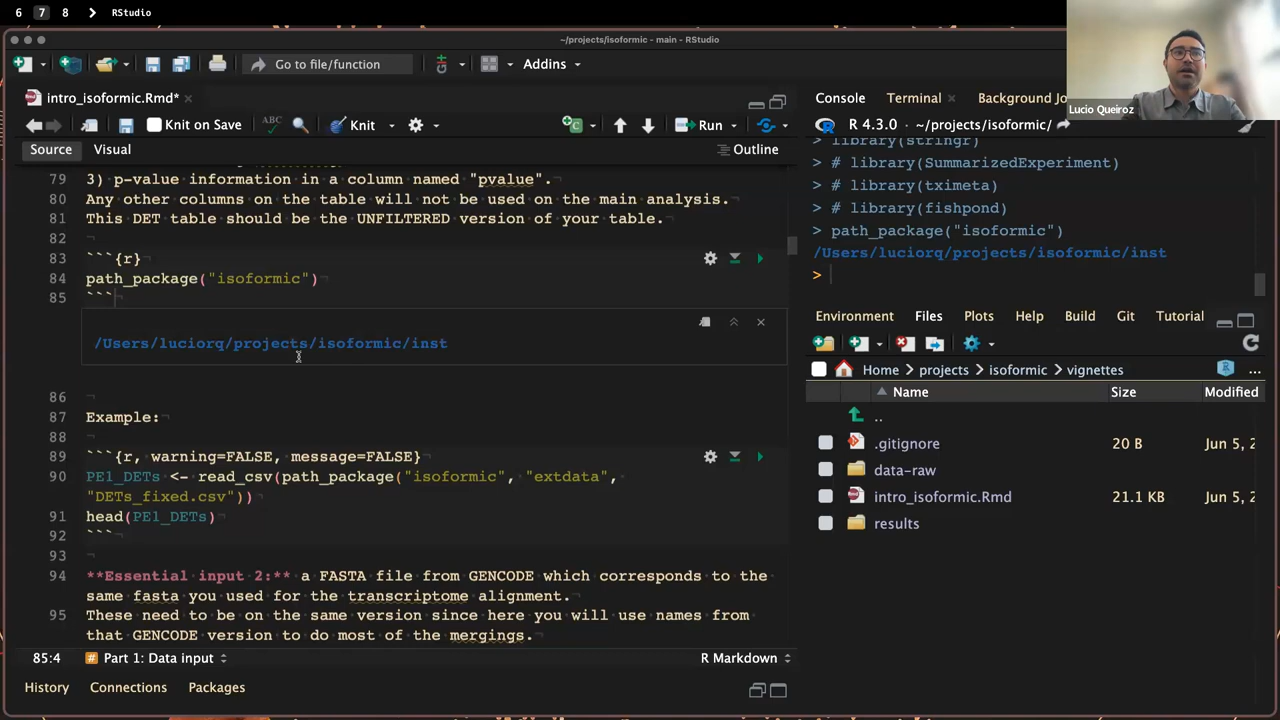 6 7 8 > RStudio
~/projects/isoformic - main - RStudio
Go to file/function
Addins
intro_isoformic.Rmd*
Knit on Save
ABC
Knit
Run
Source Visual
Outline
79 3) p-value information in a column named "pvalue".
80 Any other columns on the table will not be used on the main analysis.
81 This DET table should be the UNFILTERED version of your table.
82
83 ```{r}
84 path_package("isoformic")
85 ```
/Users/luciorq/projects/isoformic/inst
86
87 Example:
88
89 ```{r, warning=FALSE, message=FALSE}
90 PE1_DETs <- read_csv(path_package("isoformic", "extdata",
"DETs_fixed.csv"))
91 head(PE1_DETs)
92 ```
93
94 **Essential input 2:** a FASTA file from GENCODE which corresponds to the
same fasta you used for the transcriptome alignment.
95 These need to be on the same version since here you will use names from
that GENCODE version to do most of the mergings.
85:4 # Part 1: Data input
R Markdown
History Connections Packages
Lucio Queiroz
Console Terminal Background Jo
R 4.3.0 · ~/projects/isoformic/
> library(stringr)
> # library(SummarizedExperiment)
> # library(tximeta)
> # library(fishpond)
> path_package("isoformic")
/Users/luciorq/projects/isoformic/inst
>
Environment Files Plots Help Build Git Tutorial
Home > projects > isoformic > vignettes ...
Name Size Modified
..
.gitignore 20 B Jun 5, 2
data-raw
intro_isoformic.Rmd 21.1 KB Jun 5, 2
results